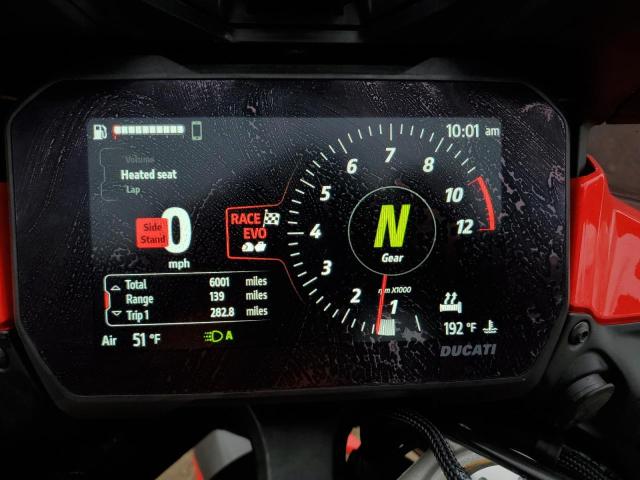 10:01 am
Volume
Heated seat
Lap
Side
Stand
0
mph
RACE
EVO
1
2
3
4
5
6
7
8
10
12
N
Gear
rpm X1000
Total 6001 miles
Range 139 miles
Trip 1 282.8 miles
Air 51 °F
A
192 °F
DUCATI